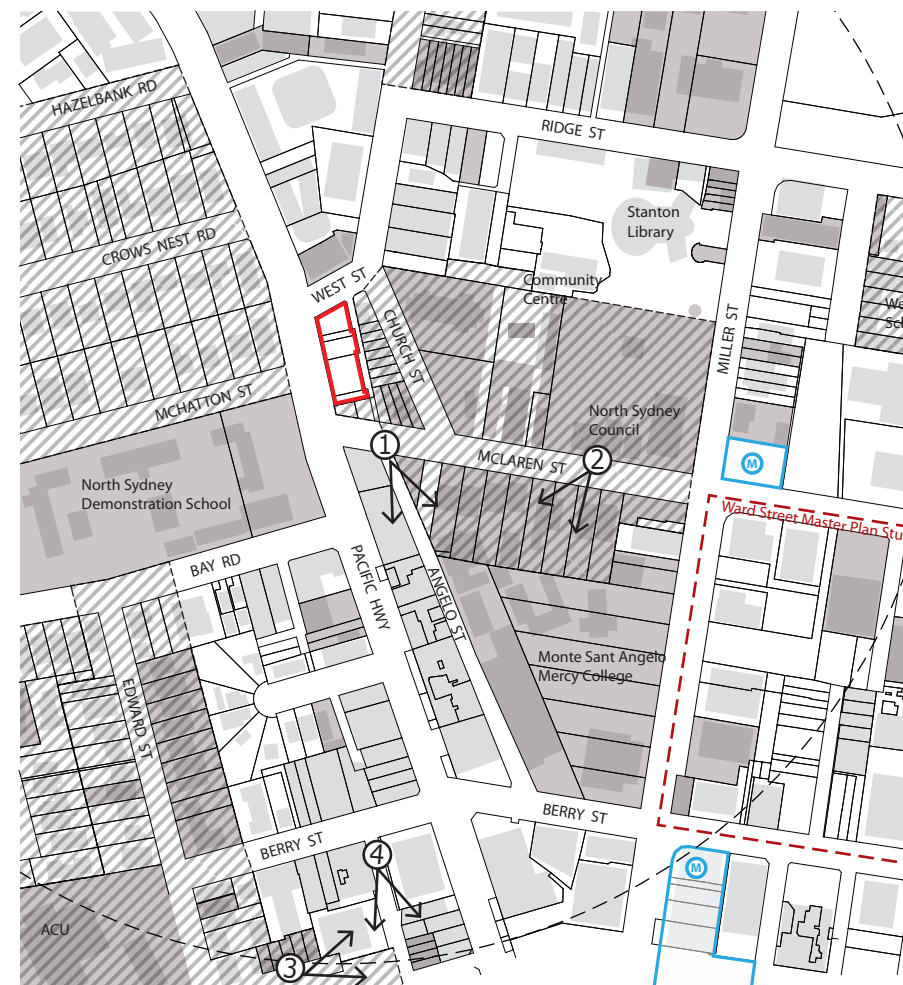 HAZELBANK RD
RIDGE ST
Stanton
Library
CROWS NEST RD
WEST ST
Community
Centre
We
Sch
CHURCH ST
MILLER ST
MCHATTON ST
North Sydney
Council
1
MCLAREN ST
2
M
North Sydney
Demonstration School
Ward Street Master Plan Stu
BAY RD
PACIFIC HWY
ANGELO ST
Monte Sant Angelo
Mercy College
EDWARD ST
BERRY ST
BERRY ST
4
M
ACU
3